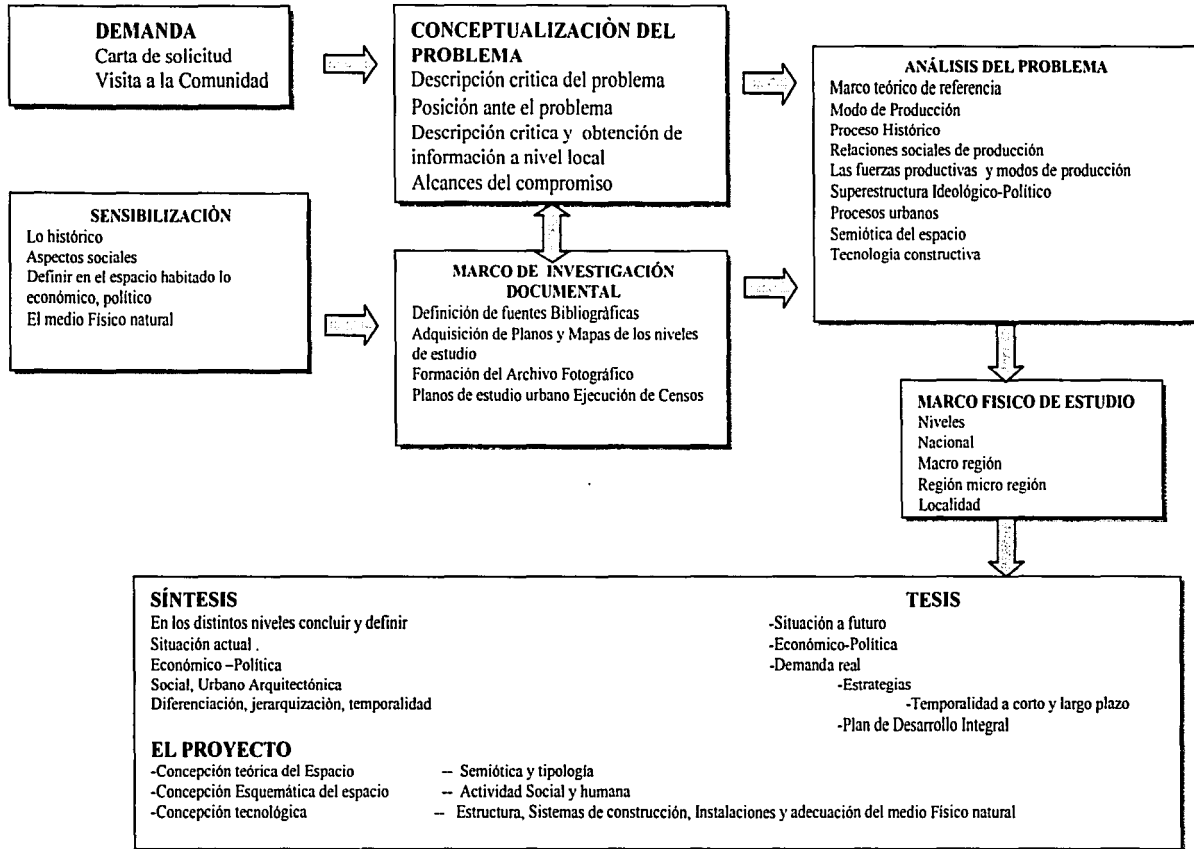 DEMANDA
Carta de solicitud
Visita a la Comunidad
CONCEPTUALIZACIÒN DEL
PROBLEMA
Descripción critica del problema
Posición ante el problema
Descripción critica y obtención de
información a nivel local
Alcances del compromiso
ANÁLISIS DEL PROBLEMA
Marco teórico de referencia
Modo de Producción
Proceso Histórico
Relaciones sociales de producción
Las fuerzas productivas y modos de producción
Superestructura Ideológico-Político
Procesos urbanos
Semiótica del espacio
Tecnologia constructiva
SENSIBILIZACIÒN
Lo histórico
Aspectos sociales
Definir en el espacio habitado lo
económico, político
El medio Físico natural
MARCO DE INVESTIGACIÓN
DOCUMENTAL
Definición de fuentes Bibliogràficas
Adquisición de Planos y Mapas de los niveles
de estudio
Formación del Archivo Fotográfico
Planos de estudio urbano Ejecución de Censos
MARCO FISICO DE ESTUDIO
Niveles
Nacional
Macro región
Región micro región
Localidad
SÍNTESIS
En los distintos niveles concluir y definir
Situación actual .
Económico –Política
Social, Urbano Arquitectónica
Diferenciación, jerarquizaciòn, temporalidad
TESIS
-Situación a futuro
-Económico-Política
-Demanda real
-Estrategias
-Temporalidad a corto y largo plazo
-Plan de Desarrollo Integral
EL PROYECTO
-Concepción teórica del Espacio -- Semiótica y tipología
-Concepción Esquemática del espacio -- Actividad Social y humana
-Concepción tecnológica -- Estructura, Sistemas de construcción, Instalaciones y adecuación del medio Físico natural